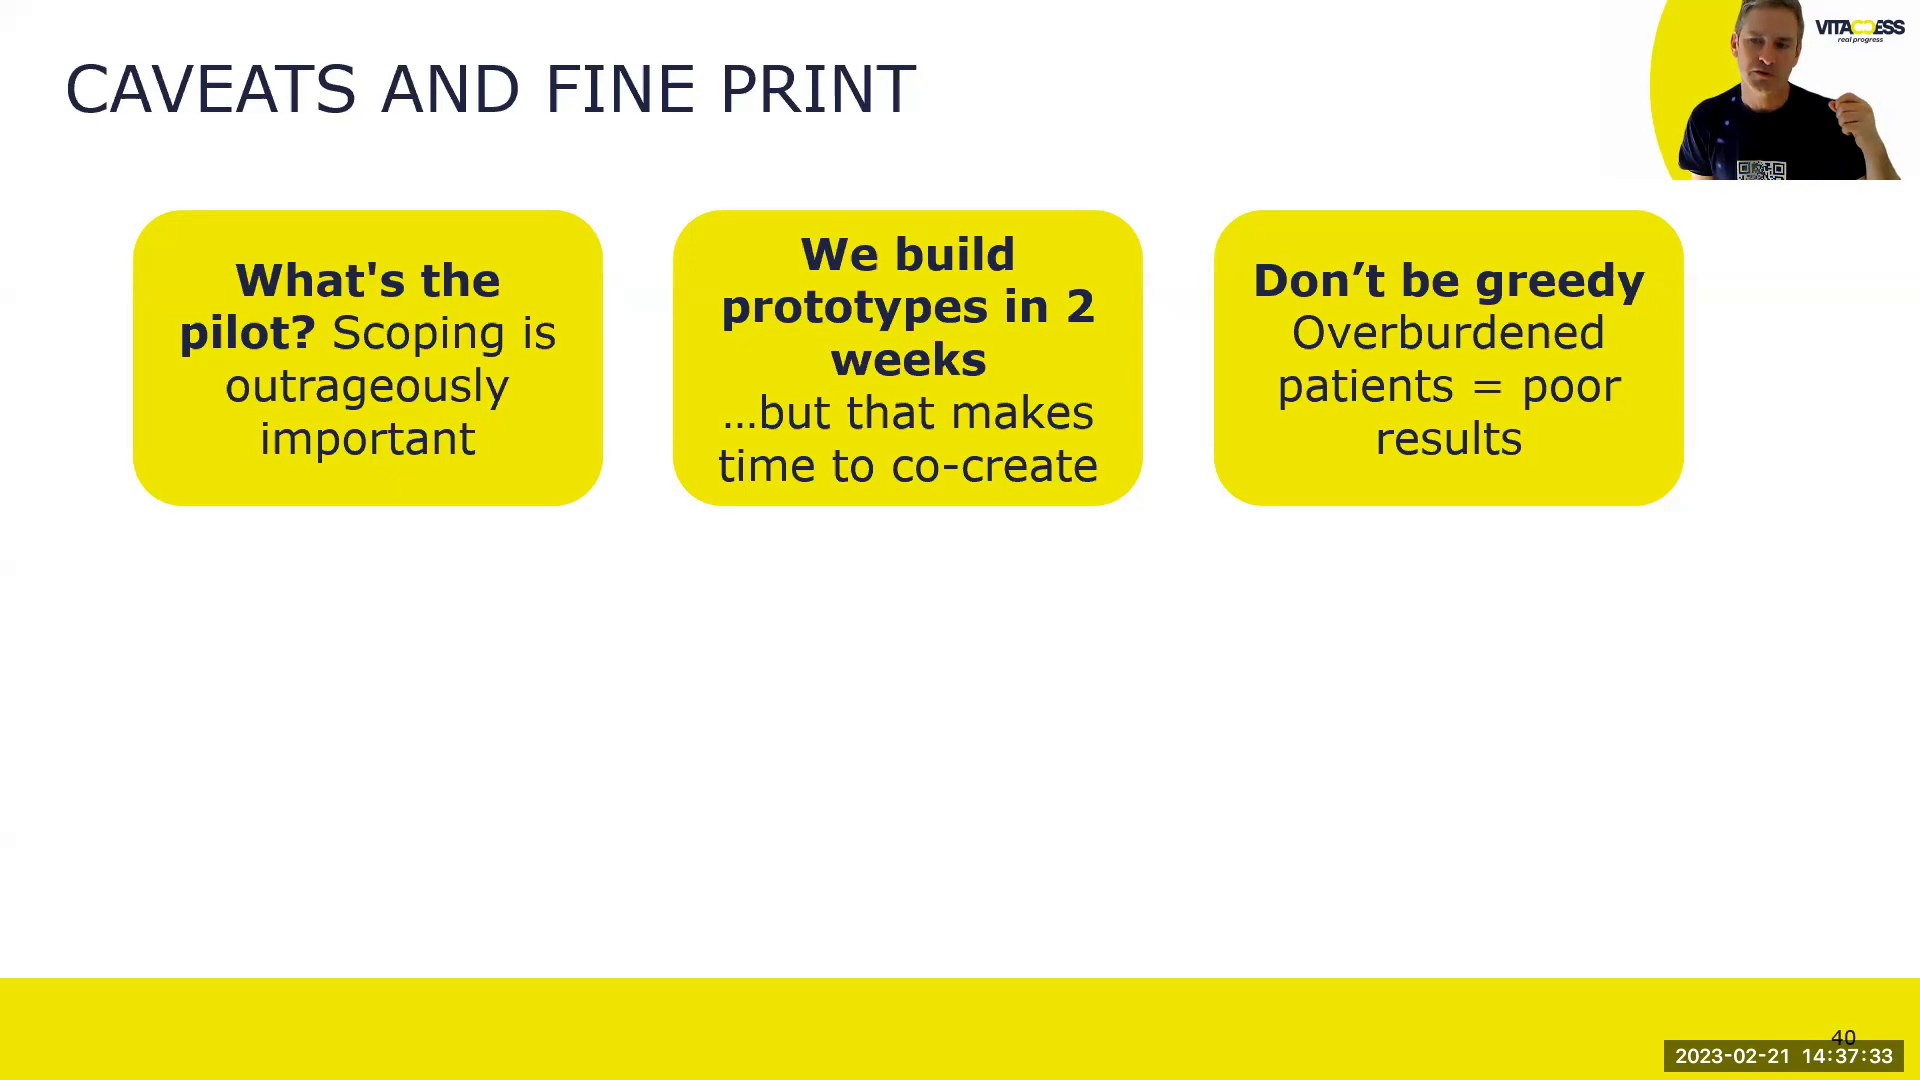 VITACCESS
real progress
CAVEATS AND FINE PRINT
What's the
pilot? Scoping is
outrageously
important
We build
prototypes in 2
weeks
…but that makes
time to co-create
Don’t be greedy
Overburdened
patients = poor
results
40
2023-02-21 14:37:33